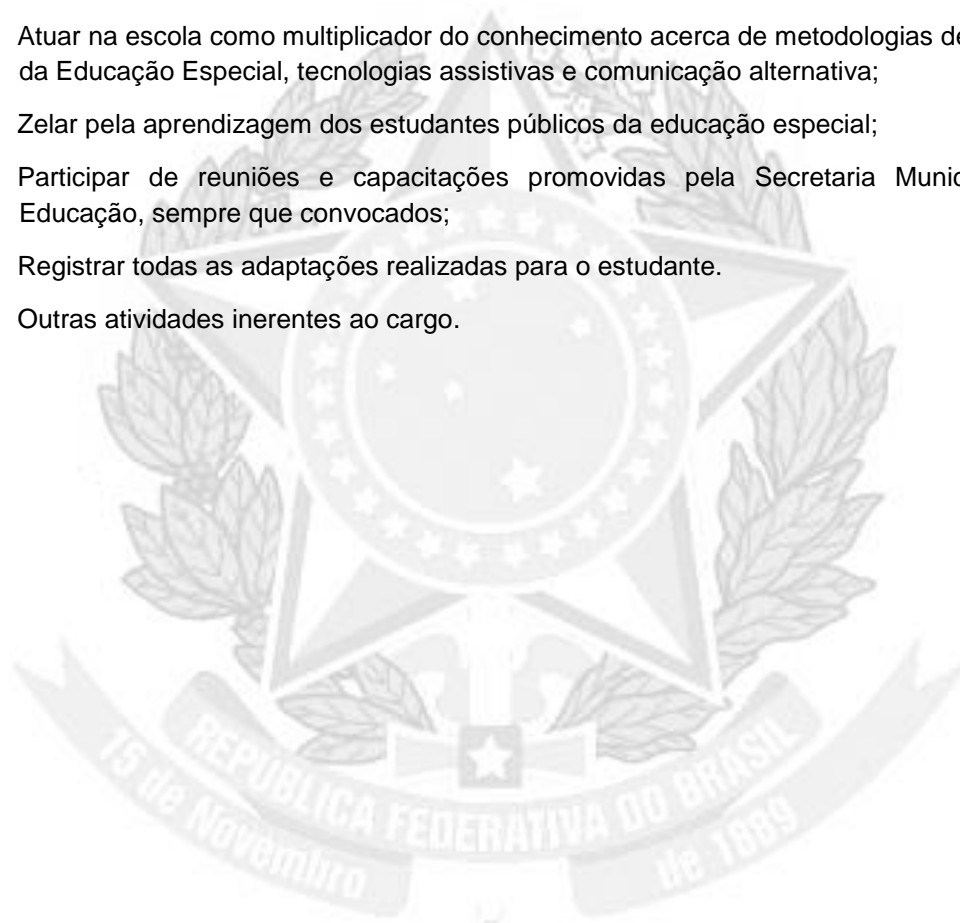 Atuar na escola como multiplicador do conhecimento acerca de metodologias de
da Educação Especial, tecnologias assistivas e comunicação alternativa;
Zelar pela aprendizagem dos estudantes públicos da educação especial;
Participar de reuniões e capacitações promovidas pela Secretaria Munic
Educação, sempre que convocados;
Registrar todas as adaptações realizadas para o estudante.
Outras atividades inerentes ao cargo.
REPÚBLICA FEDERATIVA DO BRASIL
15 de Novembro de 1889